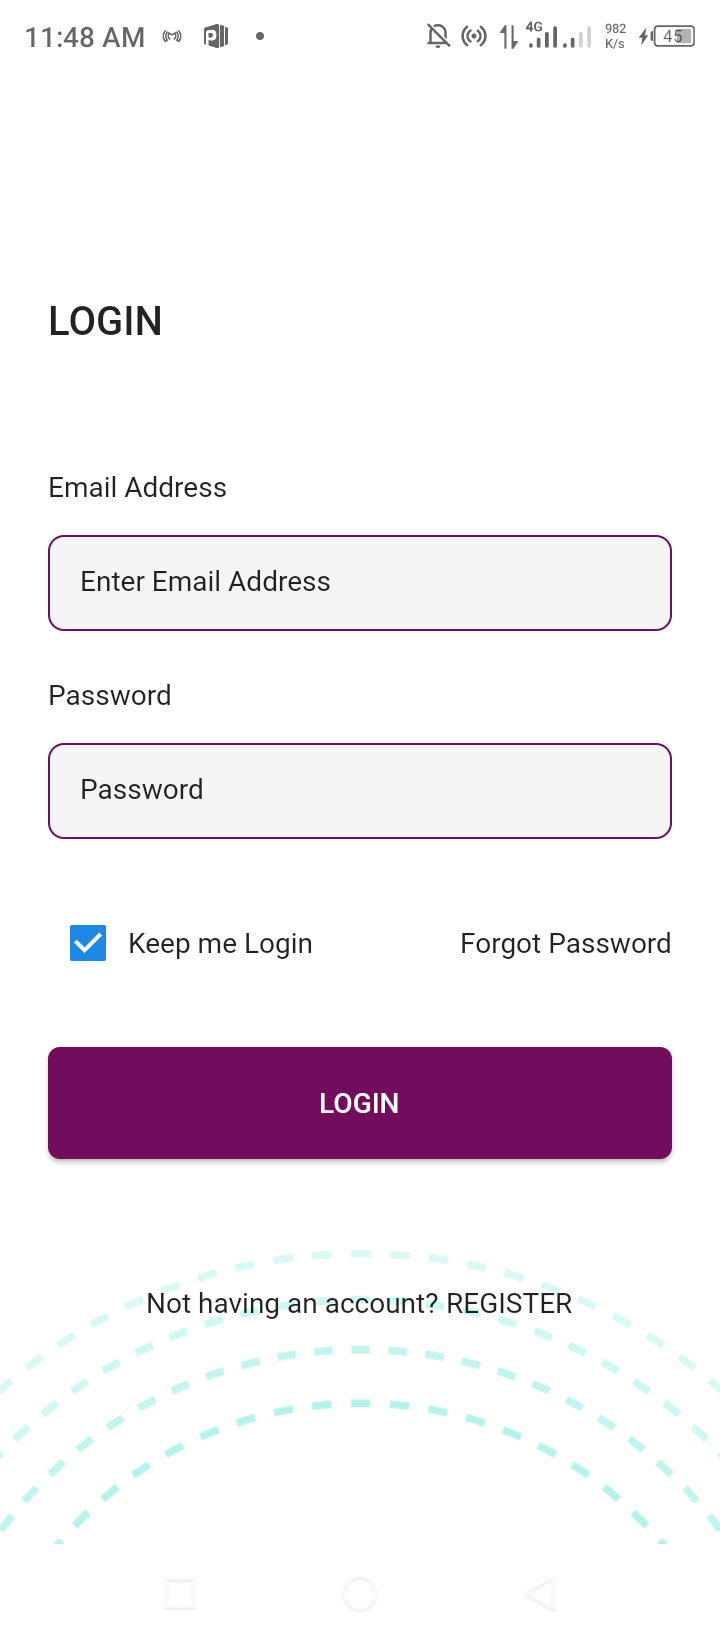 11:48 AM
4G
982
K/s
45
LOGIN
Email Address
Enter Email Address
Password
Password
Keep me Login
Forgot Password
LOGIN
Not having an account? REGISTER